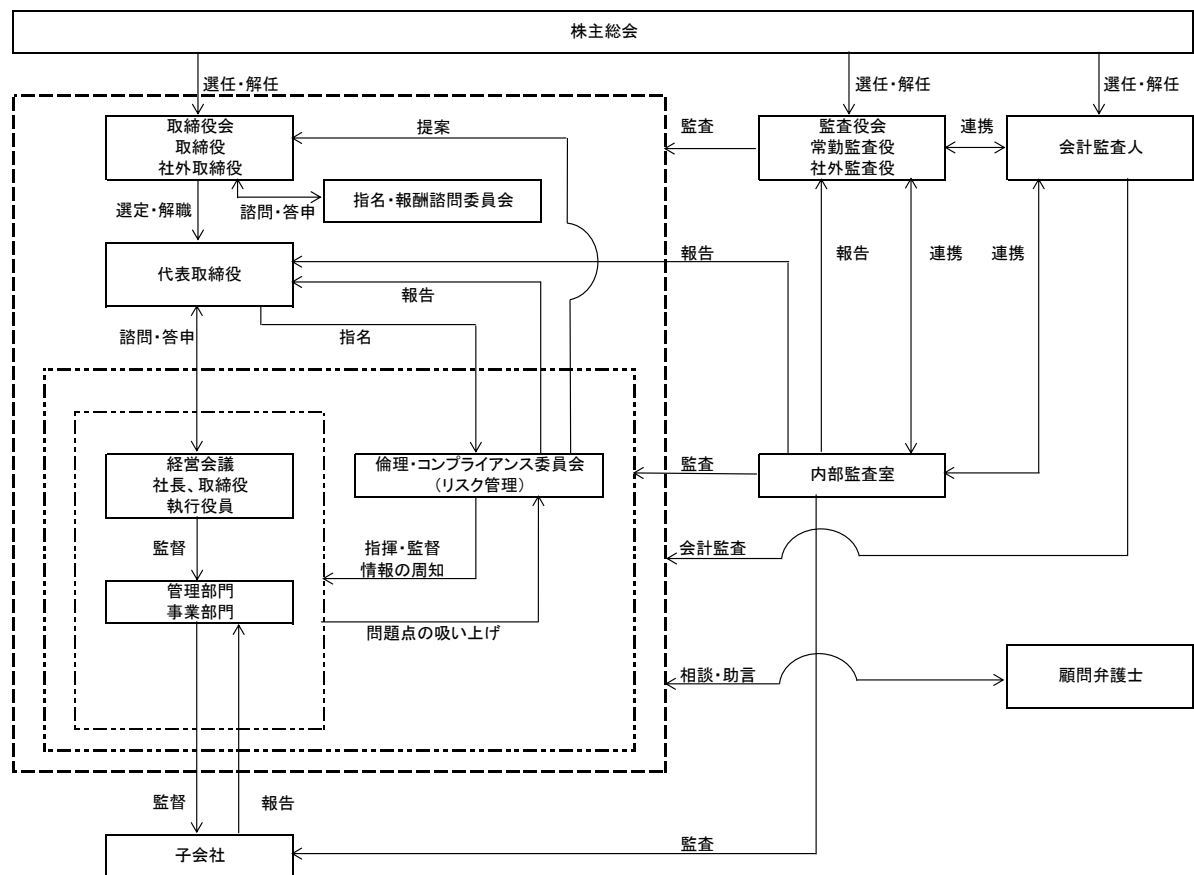 株主総会
選任・解任
選任・解任
選任・解任
取締役会
取締役
社外取締役
提案
監査
監査役会
常勤監査役
社外監査役
連携
会計監査人
選定・解職
諮問・答申
指名・報酬諮問委員会
代表取締役
報告
報告
連携
連携
報告
諮問・答申
指名
経営会議
社長、取締役
執行役員
倫理・コンプライアンス委員会
(リスク管理)
監査
内部監査室
監督
指揮・監督
情報の周知
会計監査
管理部門
事業部門
問題点の吸い上げ
相談・助言
顧問弁護士
監督
報告
子会社
監査